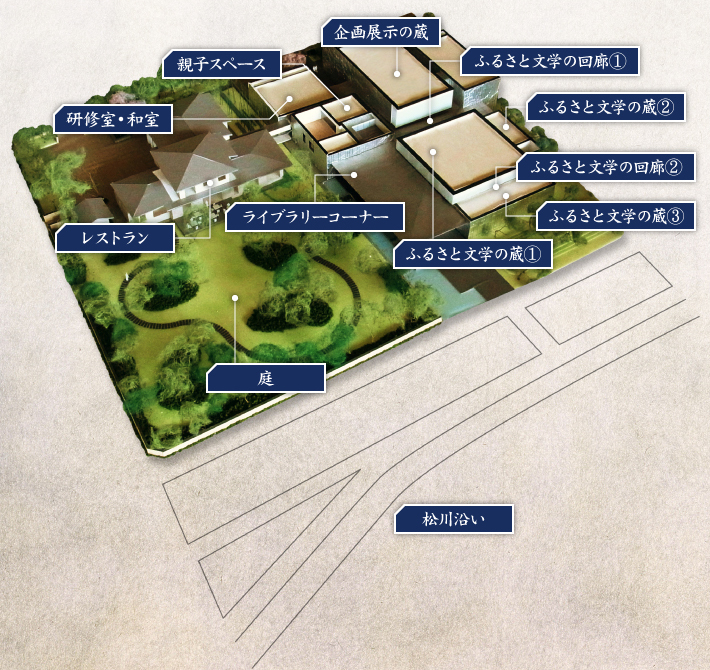 企画展示の蔵
親子スペース
ふるさと文学の回廊①
研修室・和室
ふるさと文学の蔵②
ふるさと文学の回廊②
ライブラリーコーナー
ふるさと文学の蔵③
レストラン
ふるさと文学の蔵①
庭
松川沿い